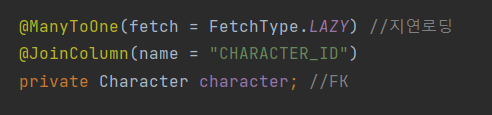 @ManyToOne(fetch = FetchType.LAZY) //지연로딩
@JoinColumn(name = "CHARACTER_ID")
private Character character; //FK